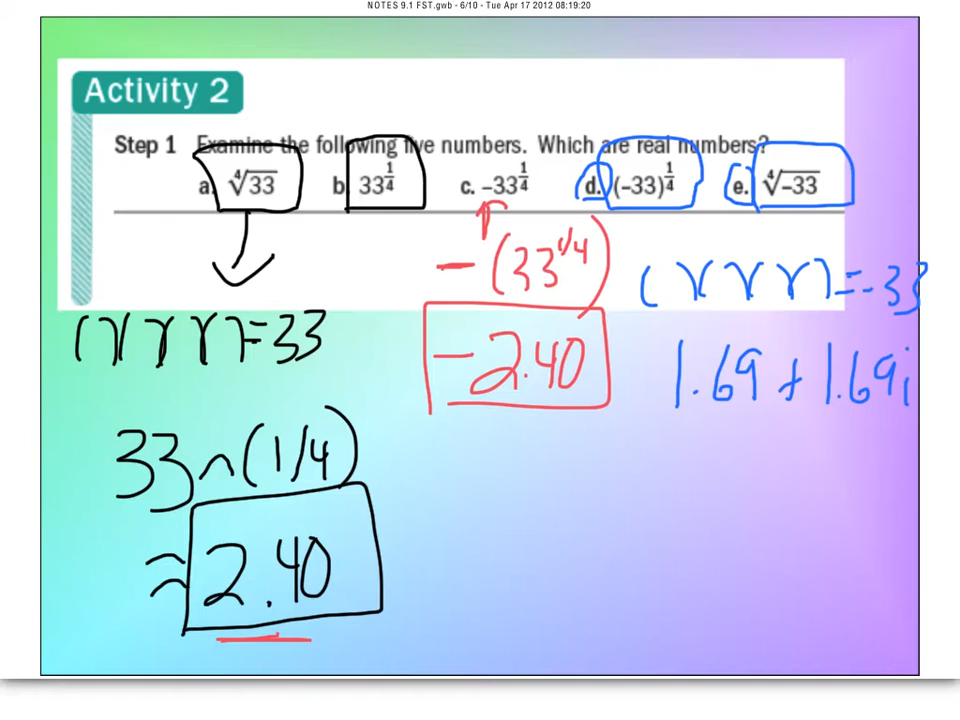 NOTES 9.1 FST.gwb - 6/10 - Tue Apr 17 2012 08:19:20
Activity 2
Step 1 Examine the following five numbers. Which are real numbers?
a. ∜33 b. 33^(1/4) c. -33^(1/4) d. (-33)^(1/4) e. ∜-33
- (33^1/4)
( )( )( )( ) = -33
( )( )( )( ) = 33
- 2.40
1.69 + 1.69i
33 ^ (1/4)
≈ 2.40